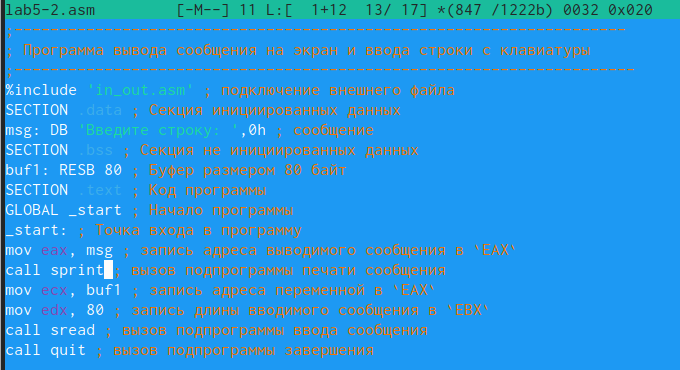 lab5-2.asm [-M--] 11 L:[ 1+12 13/ 17] *(847 /1222b) 0032 0x020
;--------------------------------------------------------------------
; Программа вывода сообщения на экран и ввода строки с клавиатуры
;---------------------------------------------------------------------
%include 'in_out.asm' ; подключение внешнего файла
SECTION .data ; Секция инициированных данных
msg: DB 'Введите строку: ',0h ; сообщение
SECTION .bss ; Секция не инициированных данных
buf1: RESB 80 ; Буфер размером 80 байт
SECTION .text ; Код программы
GLOBAL _start ; Начало программы
_start: ; Точка входа в программу
mov eax, msg ; запись адреса выводимого сообщения в `EAX`
call sprint ; вызов подпрограммы печати сообщения
mov ecx, buf1 ; запись адреса переменной в `EAX`
mov edx, 80 ; запись длины вводимого сообщения в `EBX`
call sread ; вызов подпрограммы ввода сообщения
call quit ; вызов подпрограммы завершения